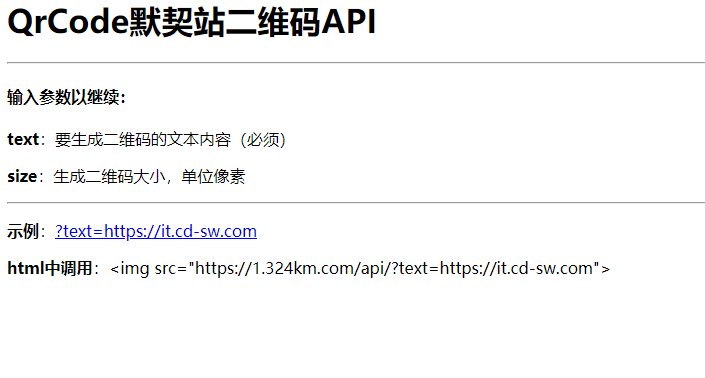 QrCode默契站二维码API
输入参数以继续：
text：要生成二维码的文本内容（必须）
size：生成二维码大小，单位像素
示例：?text=https://it.cd-sw.com
html中调用：<img src="https://1.324km.com/api/?text=https://it.cd-sw.com">